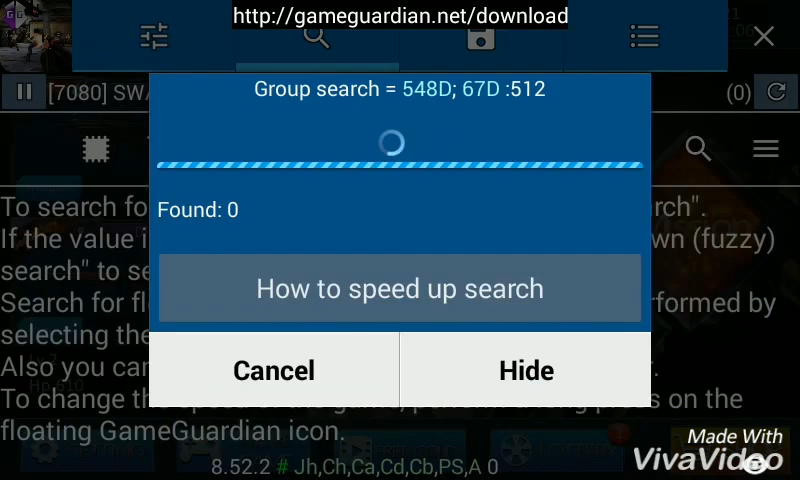 http://gameguardian.net/download
[7080] SWA
(0)
Group search = 548D; 67D :512
Found: 0
How to speed up search
Cancel
Hide
To search fo
rch".
If the value i
wn (fuzzy)
search" to se
Search for fl
rformed by
selecting the
Also you can
r.
To change th
on the
floating GameGuardian icon.
8.52.2 # Jh,Ch,Ca,Cd,Cb,PS,A 0
Made With
VivaVideo